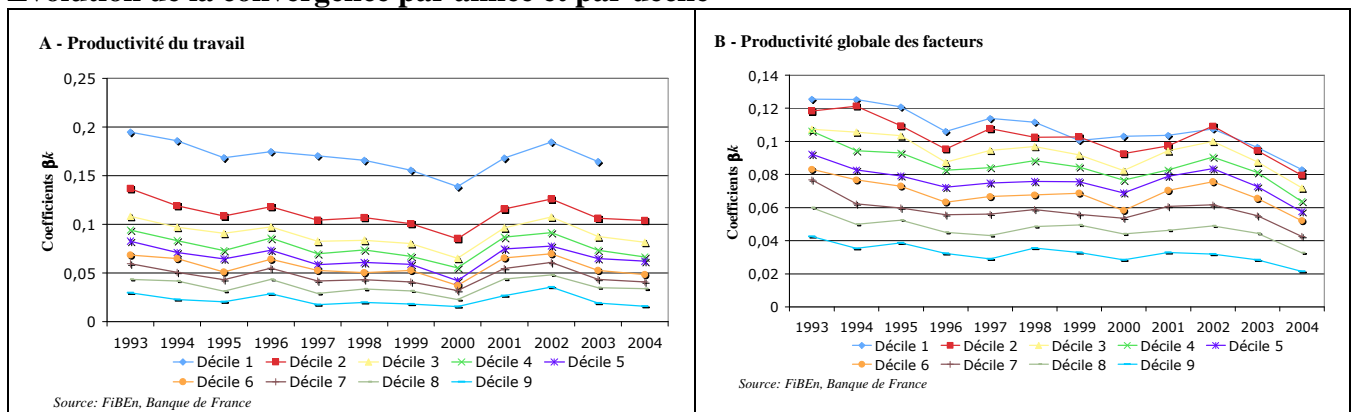 Evolution de la convergence par année et par décile
A - Productivité du travail
Coefficients βk
0,25
0,2
0,15
0,1
0,05
0
1993 1994 1995 1996 1997 1998 1999 2000 2001 2002 2003 2004
Décile 1 Décile 2 Décile 3 Décile 4 Décile 5
Décile 6 Décile 7 Décile 8 Décile 9
Source: FiBEn, Banque de France
B - Productivité globale des facteurs
Coefficients βk
0,14
0,12
0,1
0,08
0,06
0,04
0,02
0
1993 1994 1995 1996 1997 1998 1999 2000 2001 2002 2003 2004
Décile 1 Décile 2 Décile 3 Décile 4 Décile 5
Décile 6 Décile 7 Décile 8 Décile 9
Source: FiBEn, Banque de France